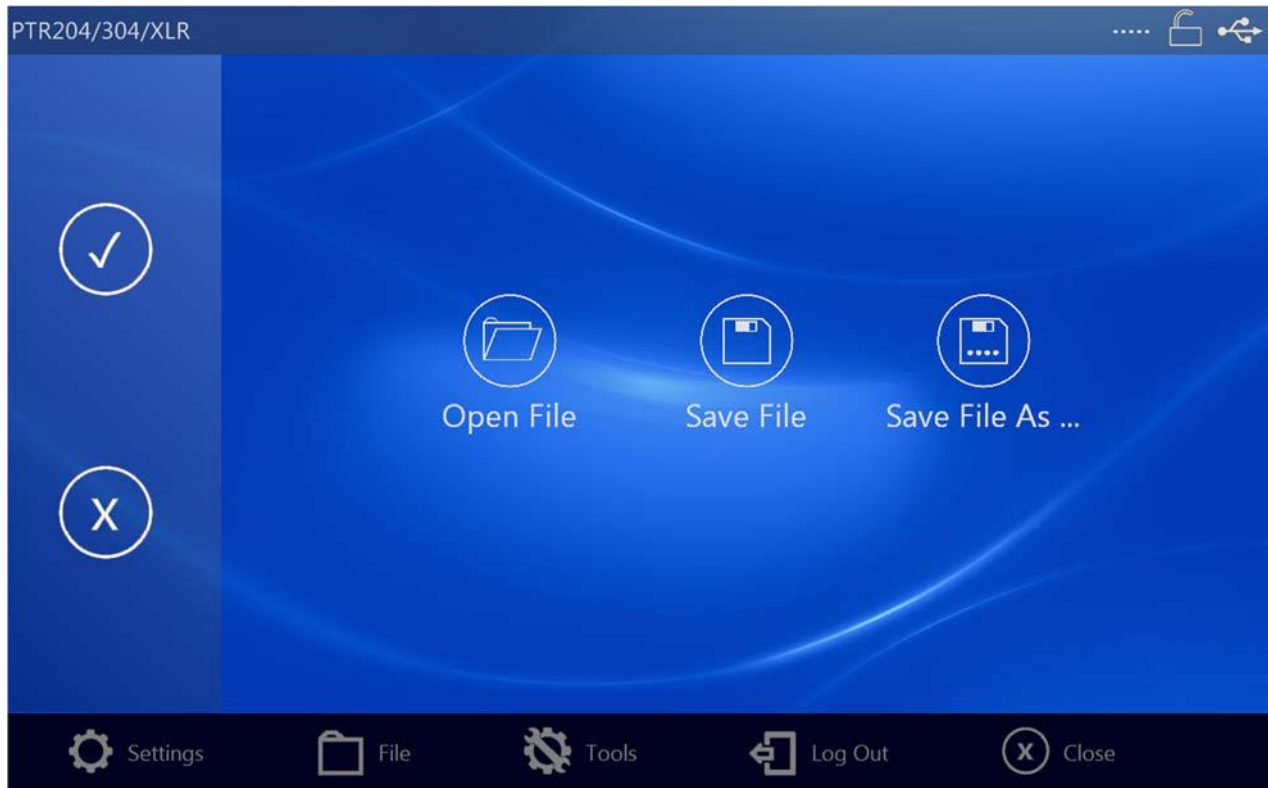 PTR204/304/XLR
Open File
Save File
Save File As ...
X
Settings
File
Tools
Log Out
X
Close